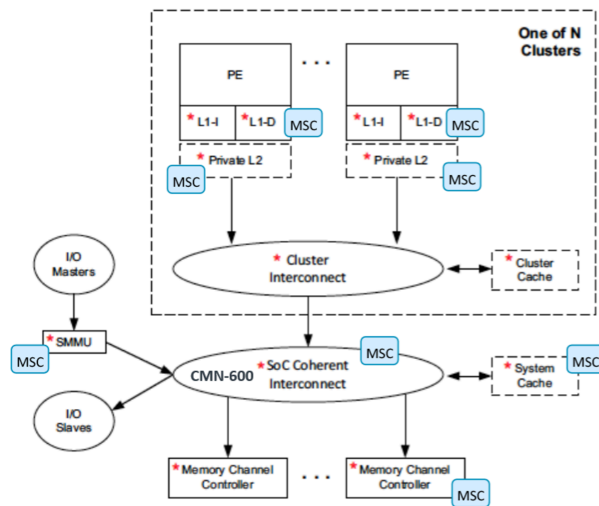 One of N
Clusters
PE
. . .
PE
* L1-I
* L1-D
MSC
* L1-I
* L1-D
MSC
* Private L2
MSC
* Private L2
MSC
* Cluster
Interconnect
* Cluster
Cache
I/O
Masters
* SMMU
MSC
MSC
CMN-600 * SoC Coherent
Interconnect
* System
Cache
MSC
I/O
Slaves
* Memory Channel
Controller
. . .
* Memory Channel
Controller
MSC